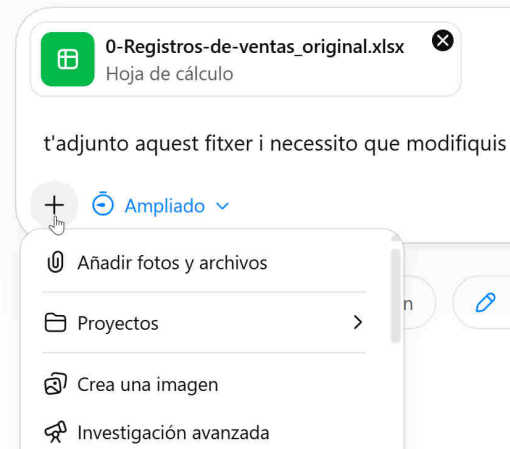 0-Registros-de-ventas_original.xlsx
Hoja de cálculo
t'adjunto aquest fitxer i necessito que modifiquis
Ampliado
Añadir fotos y archivos
Proyectos
Crea una imagen
Investigación avanzada